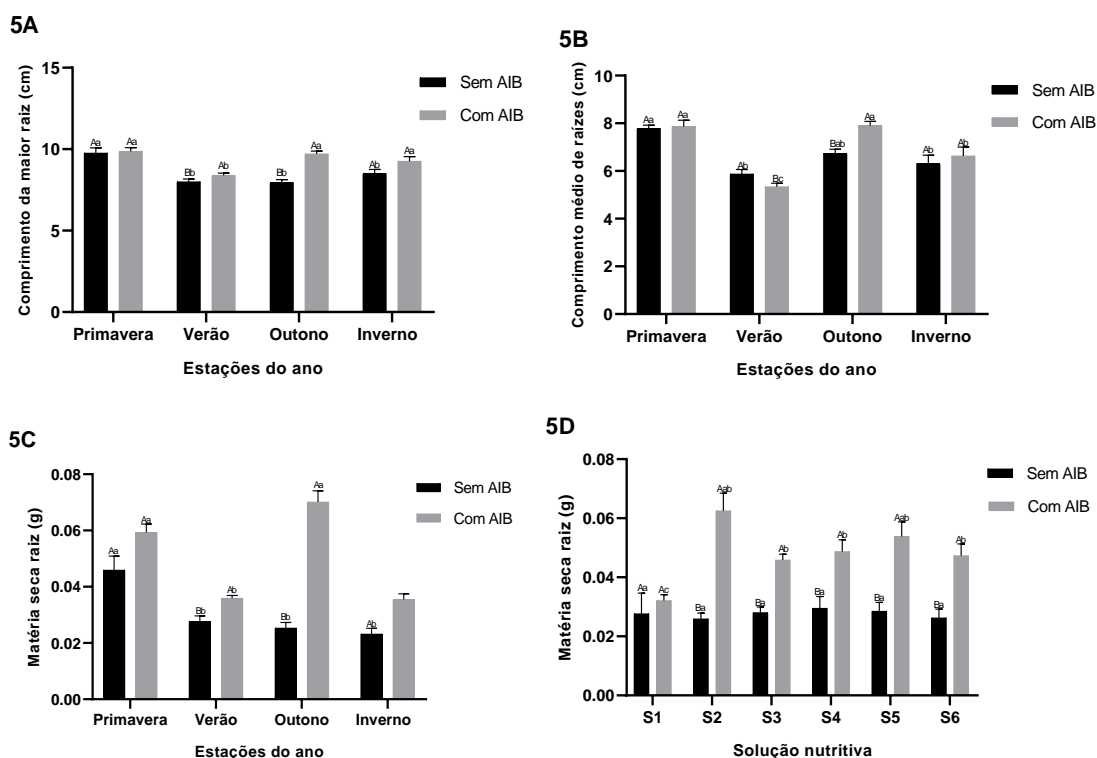 5A
Comprimento da maior raiz (cm)
15
10
5
0
Aa Aa Bb Ab Bb Aa Ab Aa
Primavera Verão Outono Inverno
Estações do ano
Sem AIB
Com AIB
5B
Comprimento médio de raízes (cm)
10
8
6
4
2
0
Aa Aa Ab Bc Bab Aa Ab Ab
Primavera Verão Outono Inverno
Estações do ano
Sem AIB
Com AIB
5C
Matéria seca raiz (g)
0.08
0.06
0.04
0.02
0.00
Aa Aa Bb Ab Bb Aa Ab
Primavera Verão Outono Inverno
Estações do ano
Sem AIB
Com AIB
5D
Matéria seca raiz (g)
0.08
0.06
0.04
0.02
0.00
Aa Ac Ba Aab Ba Ab Ba Ab Ba Aab Ba Ab
S1 S2 S3 S4 S5 S6
Solução nutritiva
Sem AIB
Com AIB